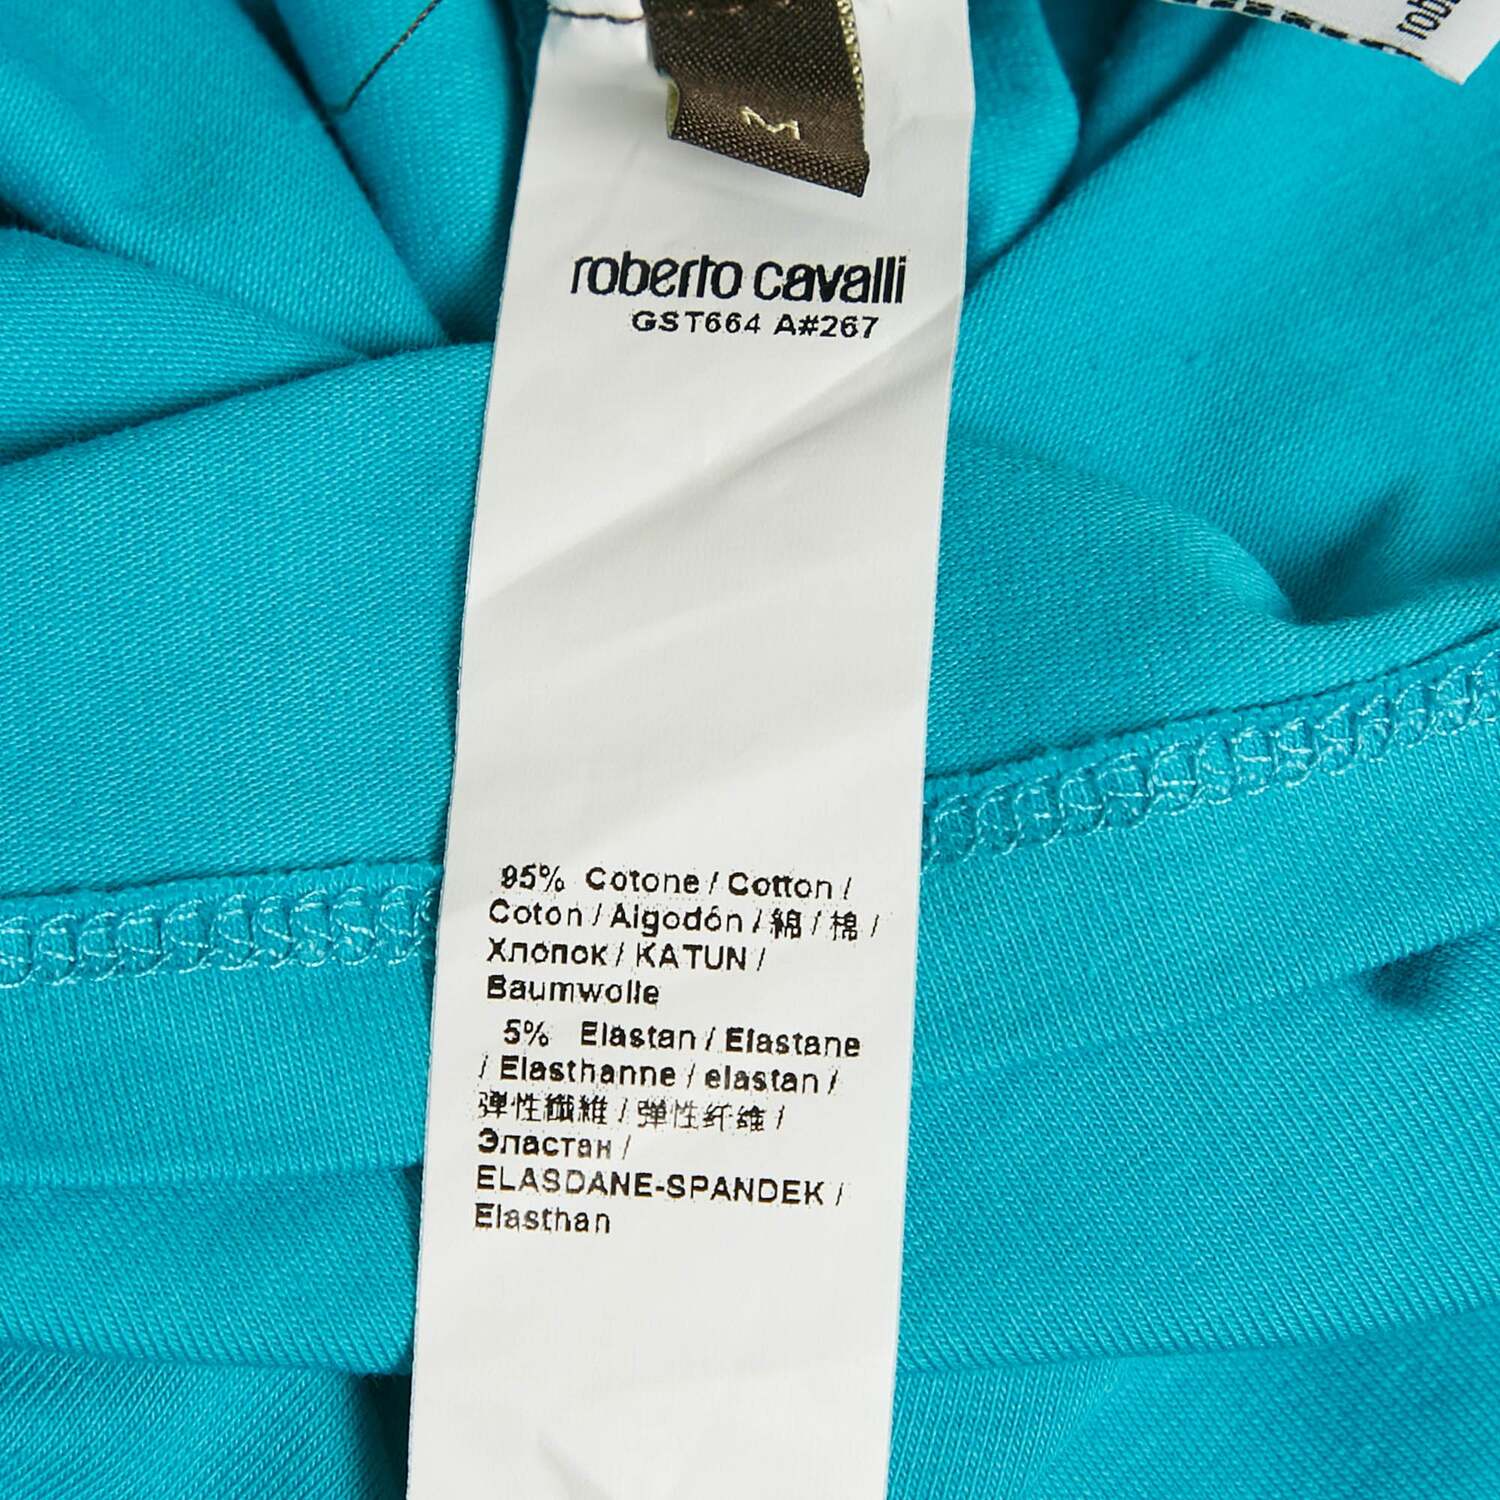 M
robe
roberto cavalli
GST664 A#267
95% Cotone / Cotton /
Coton / Algodón / 綿 / 棉 /
Хлопок / KATUN /
Baumwolle
5% Elastan / Elastane
/ Elasthanne / elastan /
弾性繊維 / 弹性纤维 /
Эластан /
ELASDANE-SPANDEK /
Elasthan